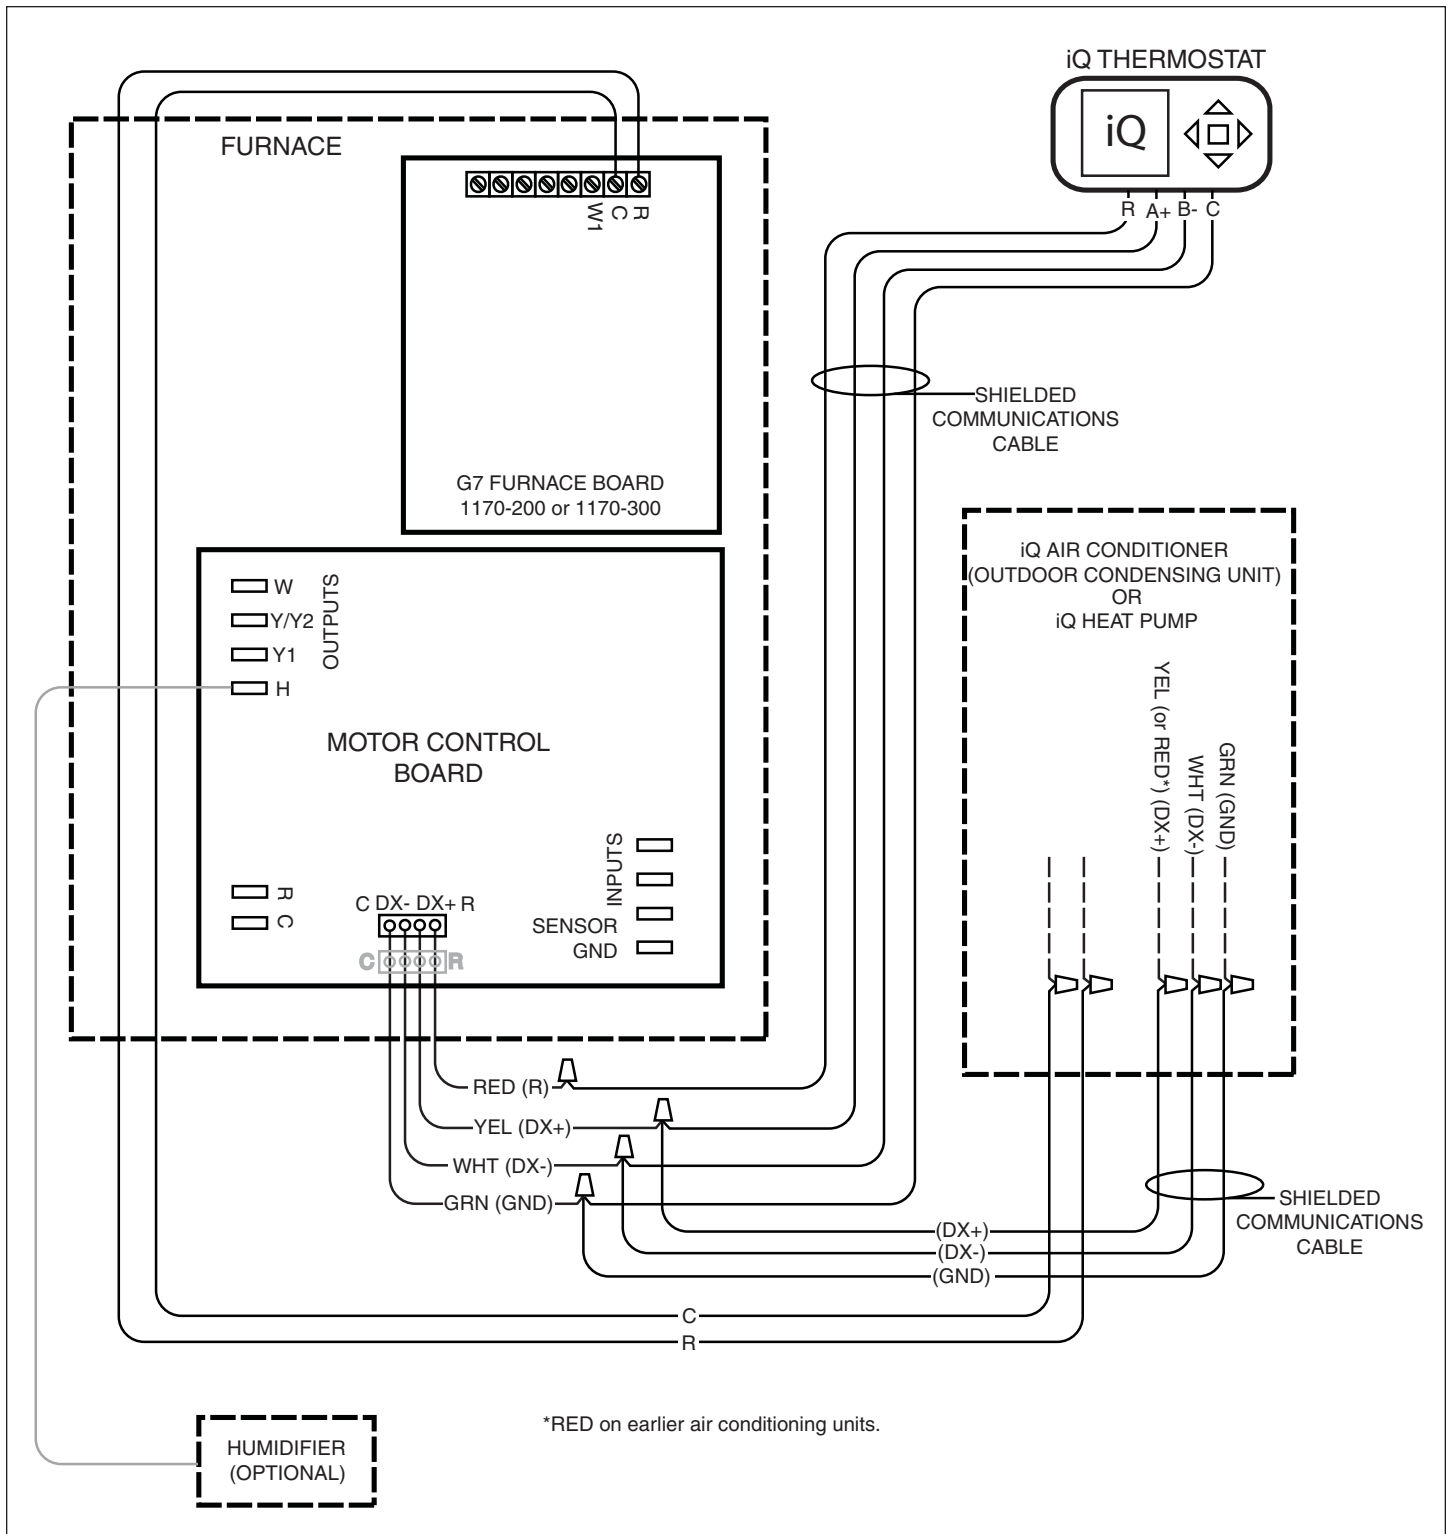 iQ THERMOSTAT
iQ
R A+ B- C
FURNACE
W1 C R
G7 FURNACE BOARD
1170-200 or 1170-300
SHIELDED
COMMUNICATIONS
CABLE
iQ AIR CONDITIONER
(OUTDOOR CONDENSING UNIT)
OR
iQ HEAT PUMP
YEL (or RED*) (DX+)
WHT (DX-)
GRN (GND)
W
Y/Y2
Y1
H
OUTPUTS
MOTOR CONTROL
BOARD
R
C
C DX- DX+ R
C R
INPUTS
SENSOR
GND
RED (R)
YEL (DX+)
WHT (DX-)
GRN (GND)
(DX+)
(DX-)
(GND)
SHIELDED
COMMUNICATIONS
CABLE
C
R
*RED on earlier air conditioning units.
HUMIDIFIER
(OPTIONAL)